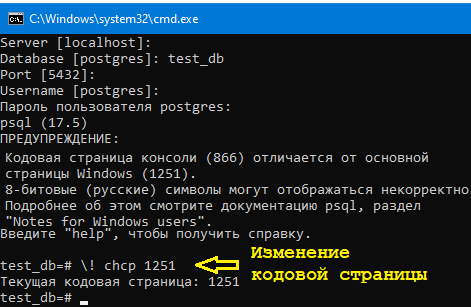 C:\Windows\system32\cmd.exe
Server [localhost]:
Database [postgres]: test_db
Port [5432]:
Username [postgres]:
Пароль пользователя postgres:
psql (17.5)
ПРЕДУПРЕЖДЕНИЕ:
Кодовая страница консоли (866) отличается от основной
страницы Windows (1251).
8-битовые (русские) символы могут отображаться некорректно
Подробнее об этом смотрите документацию psql, раздел
"Notes for Windows users".
Введите "help", чтобы получить справку.
test_db=# \! chcp 1251
Изменение
кодовой страницы
Текущая кодовая страница: 1251
test_db=#